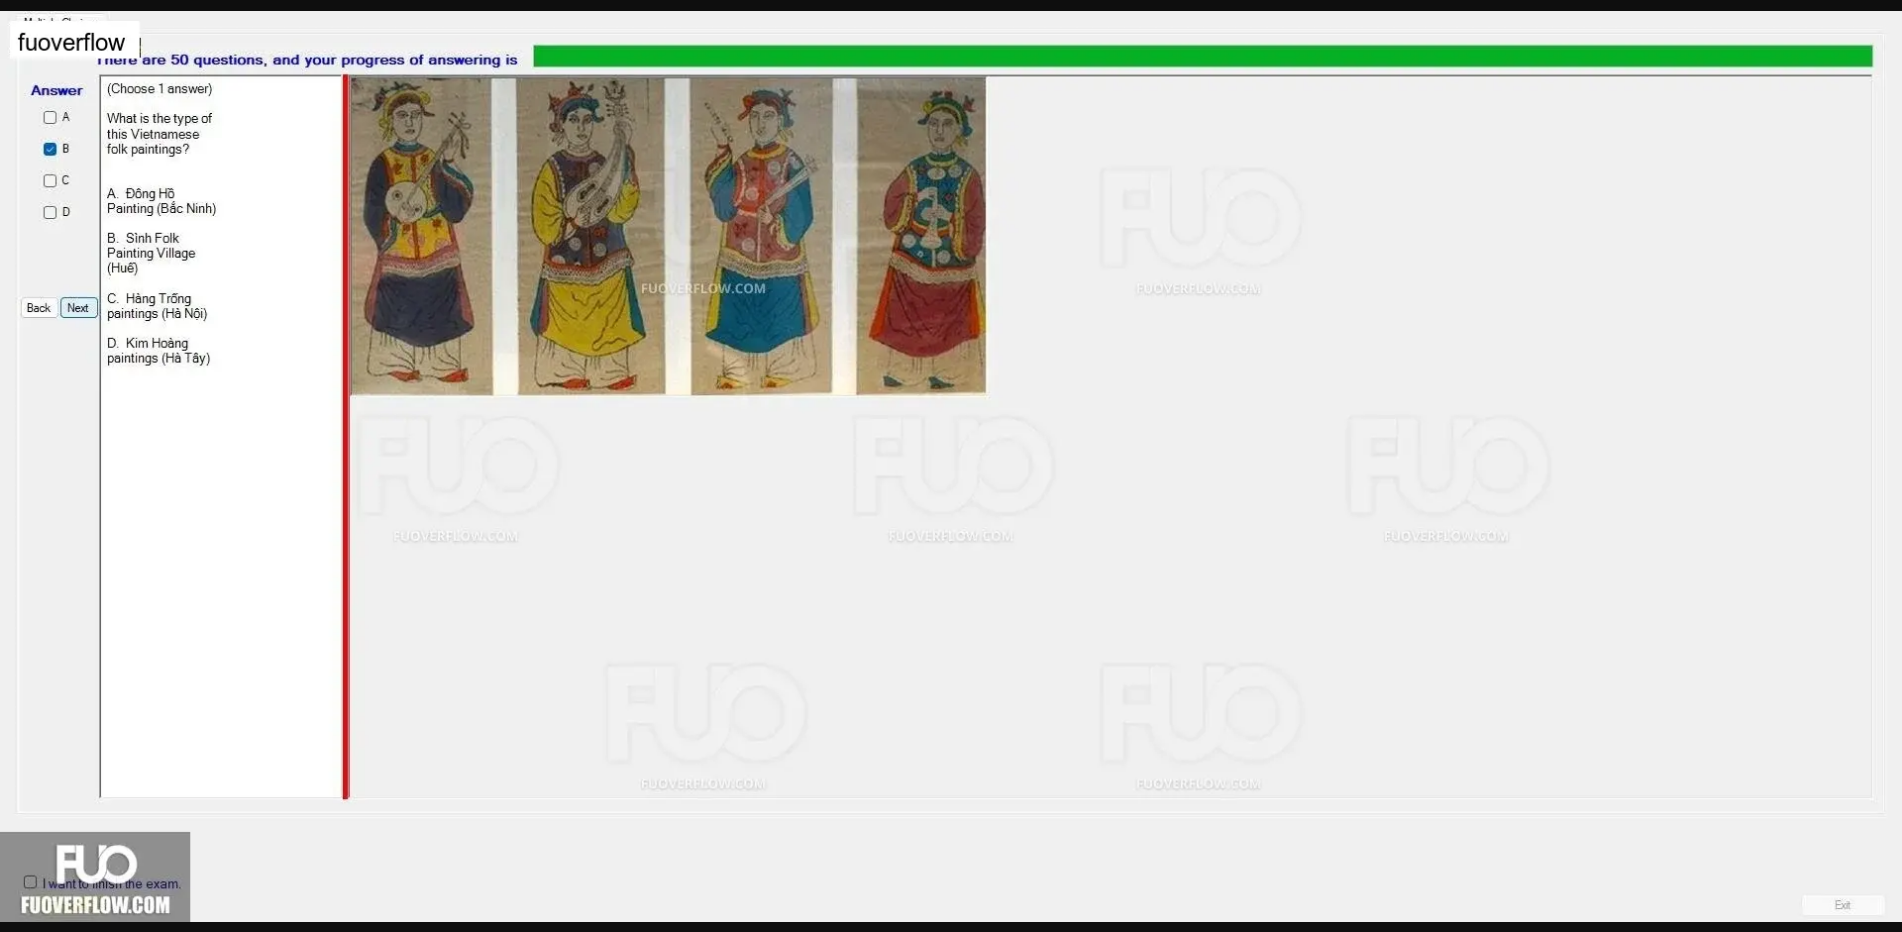 fuoverflow
There are 50 questions, and your progress of answering is
Answer
A
B
C
D
Back
Next
(Choose 1 answer)
What is the type of
this Vietnamese
folk paintings?
A. Đông Hồ
Painting (Bắc Ninh)
B. Sình Folk
Painting Village
(Huế)
C. Hàng Trống
paintings (Hà Nội)
D. Kim Hoàng
paintings (Hà Tây)
FUOVERFLOW.COM
FUO
FUOVERFLOW.COM
FUO
FUOVERFLOW.COM
FUO
FUOVERFLOW.COM
FUO
FUOVERFLOW.COM
FUO
FUOVERFLOW.COM
FUO
FUOVERFLOW.COM
FUO
I want to finish the exam.
FUOVERFLOW.COM
Exit